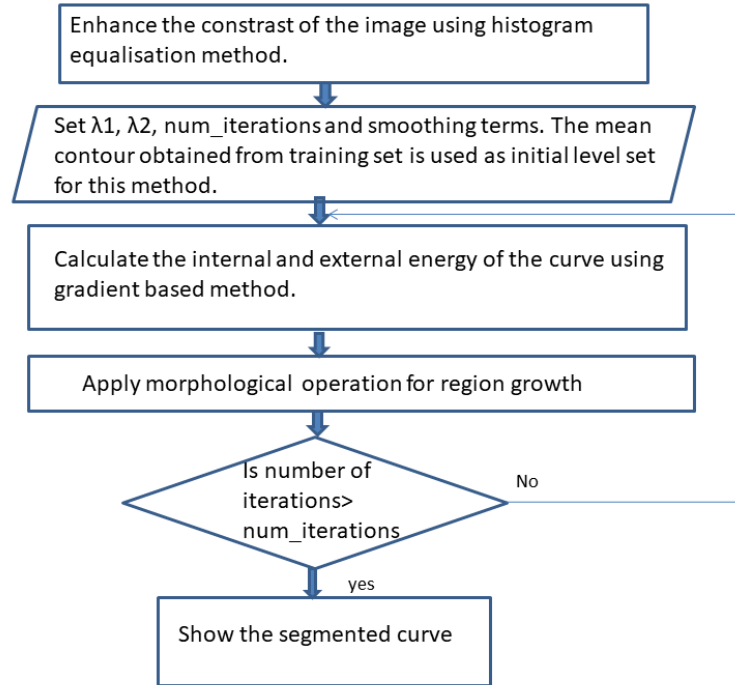 Enhance the constrast of the image using histogram
equalisation method.
Set λ1, λ2, num_iterations and smoothing terms. The mean
contour obtained from training set is used as initial level set
for this method.
Calculate the internal and external energy of the curve using
gradient based method.
Apply morphological operation for region growth
Is number of
iterations>
num_iterations
No
yes
Show the segmented curve